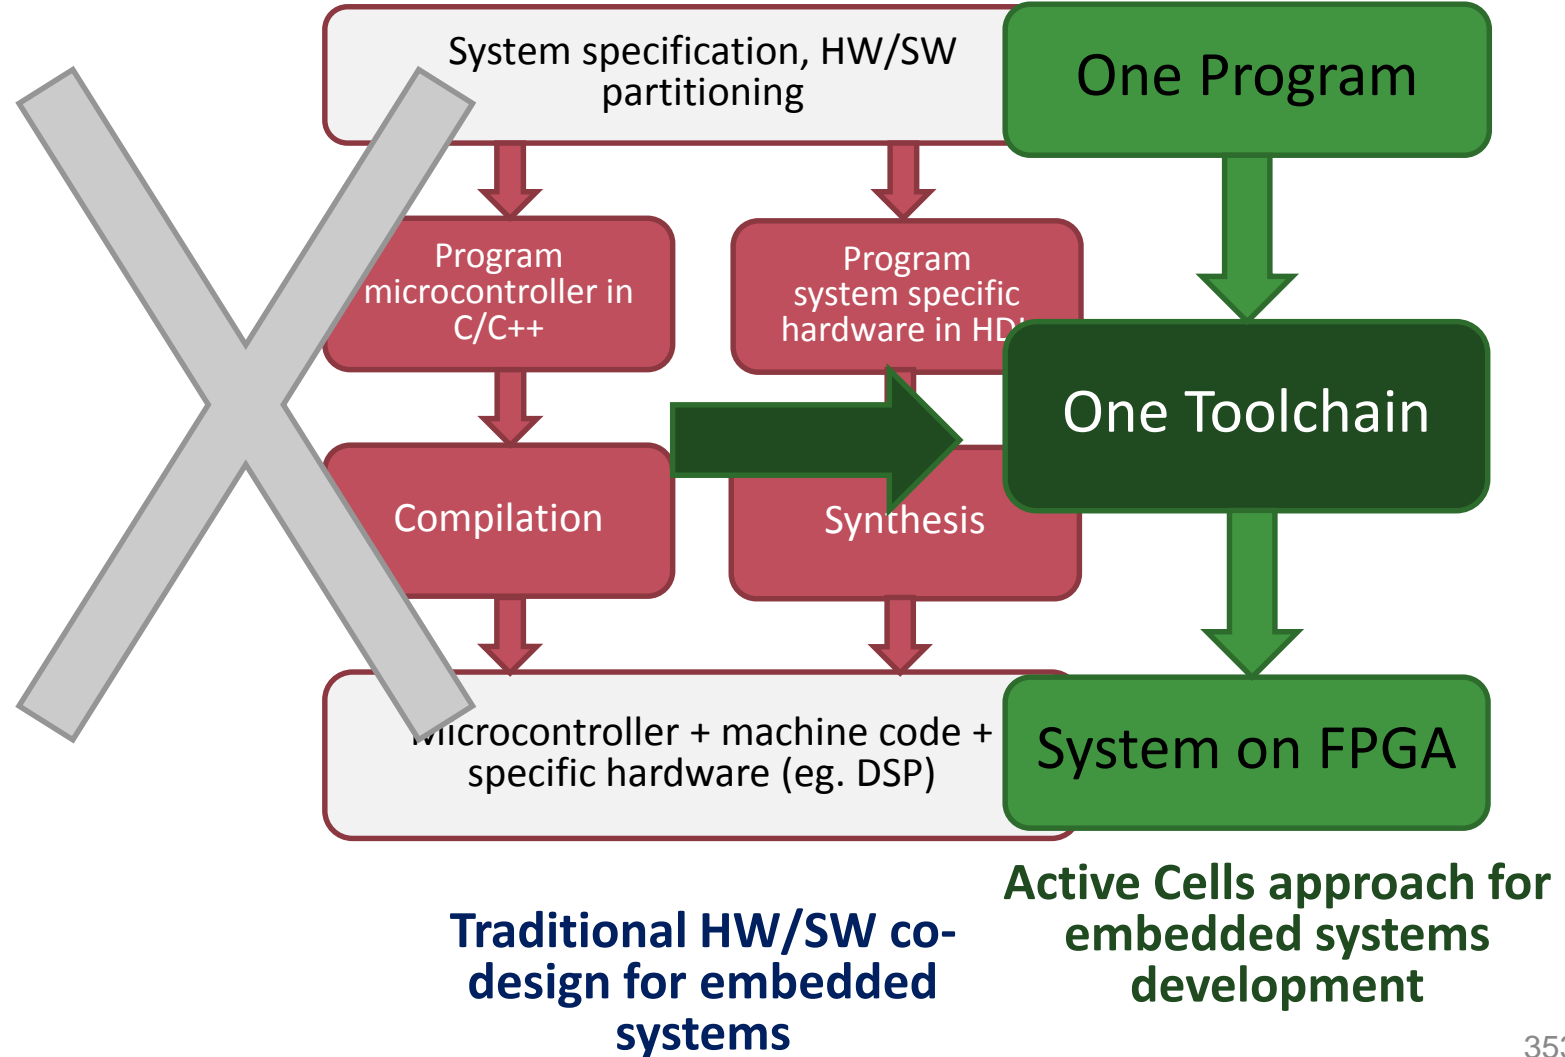 System specification, HW/SW
partitioning
One Program
Program
microcontroller in
C/C++
Program
system specific
hardware in HD
One Toolchain
Compilation
Synthesis
Microcontroller + machine code +
specific hardware (eg. DSP)
System on FPGA
Active Cells approach for
embedded systems
development
Traditional HW/SW co-
design for embedded
systems
353